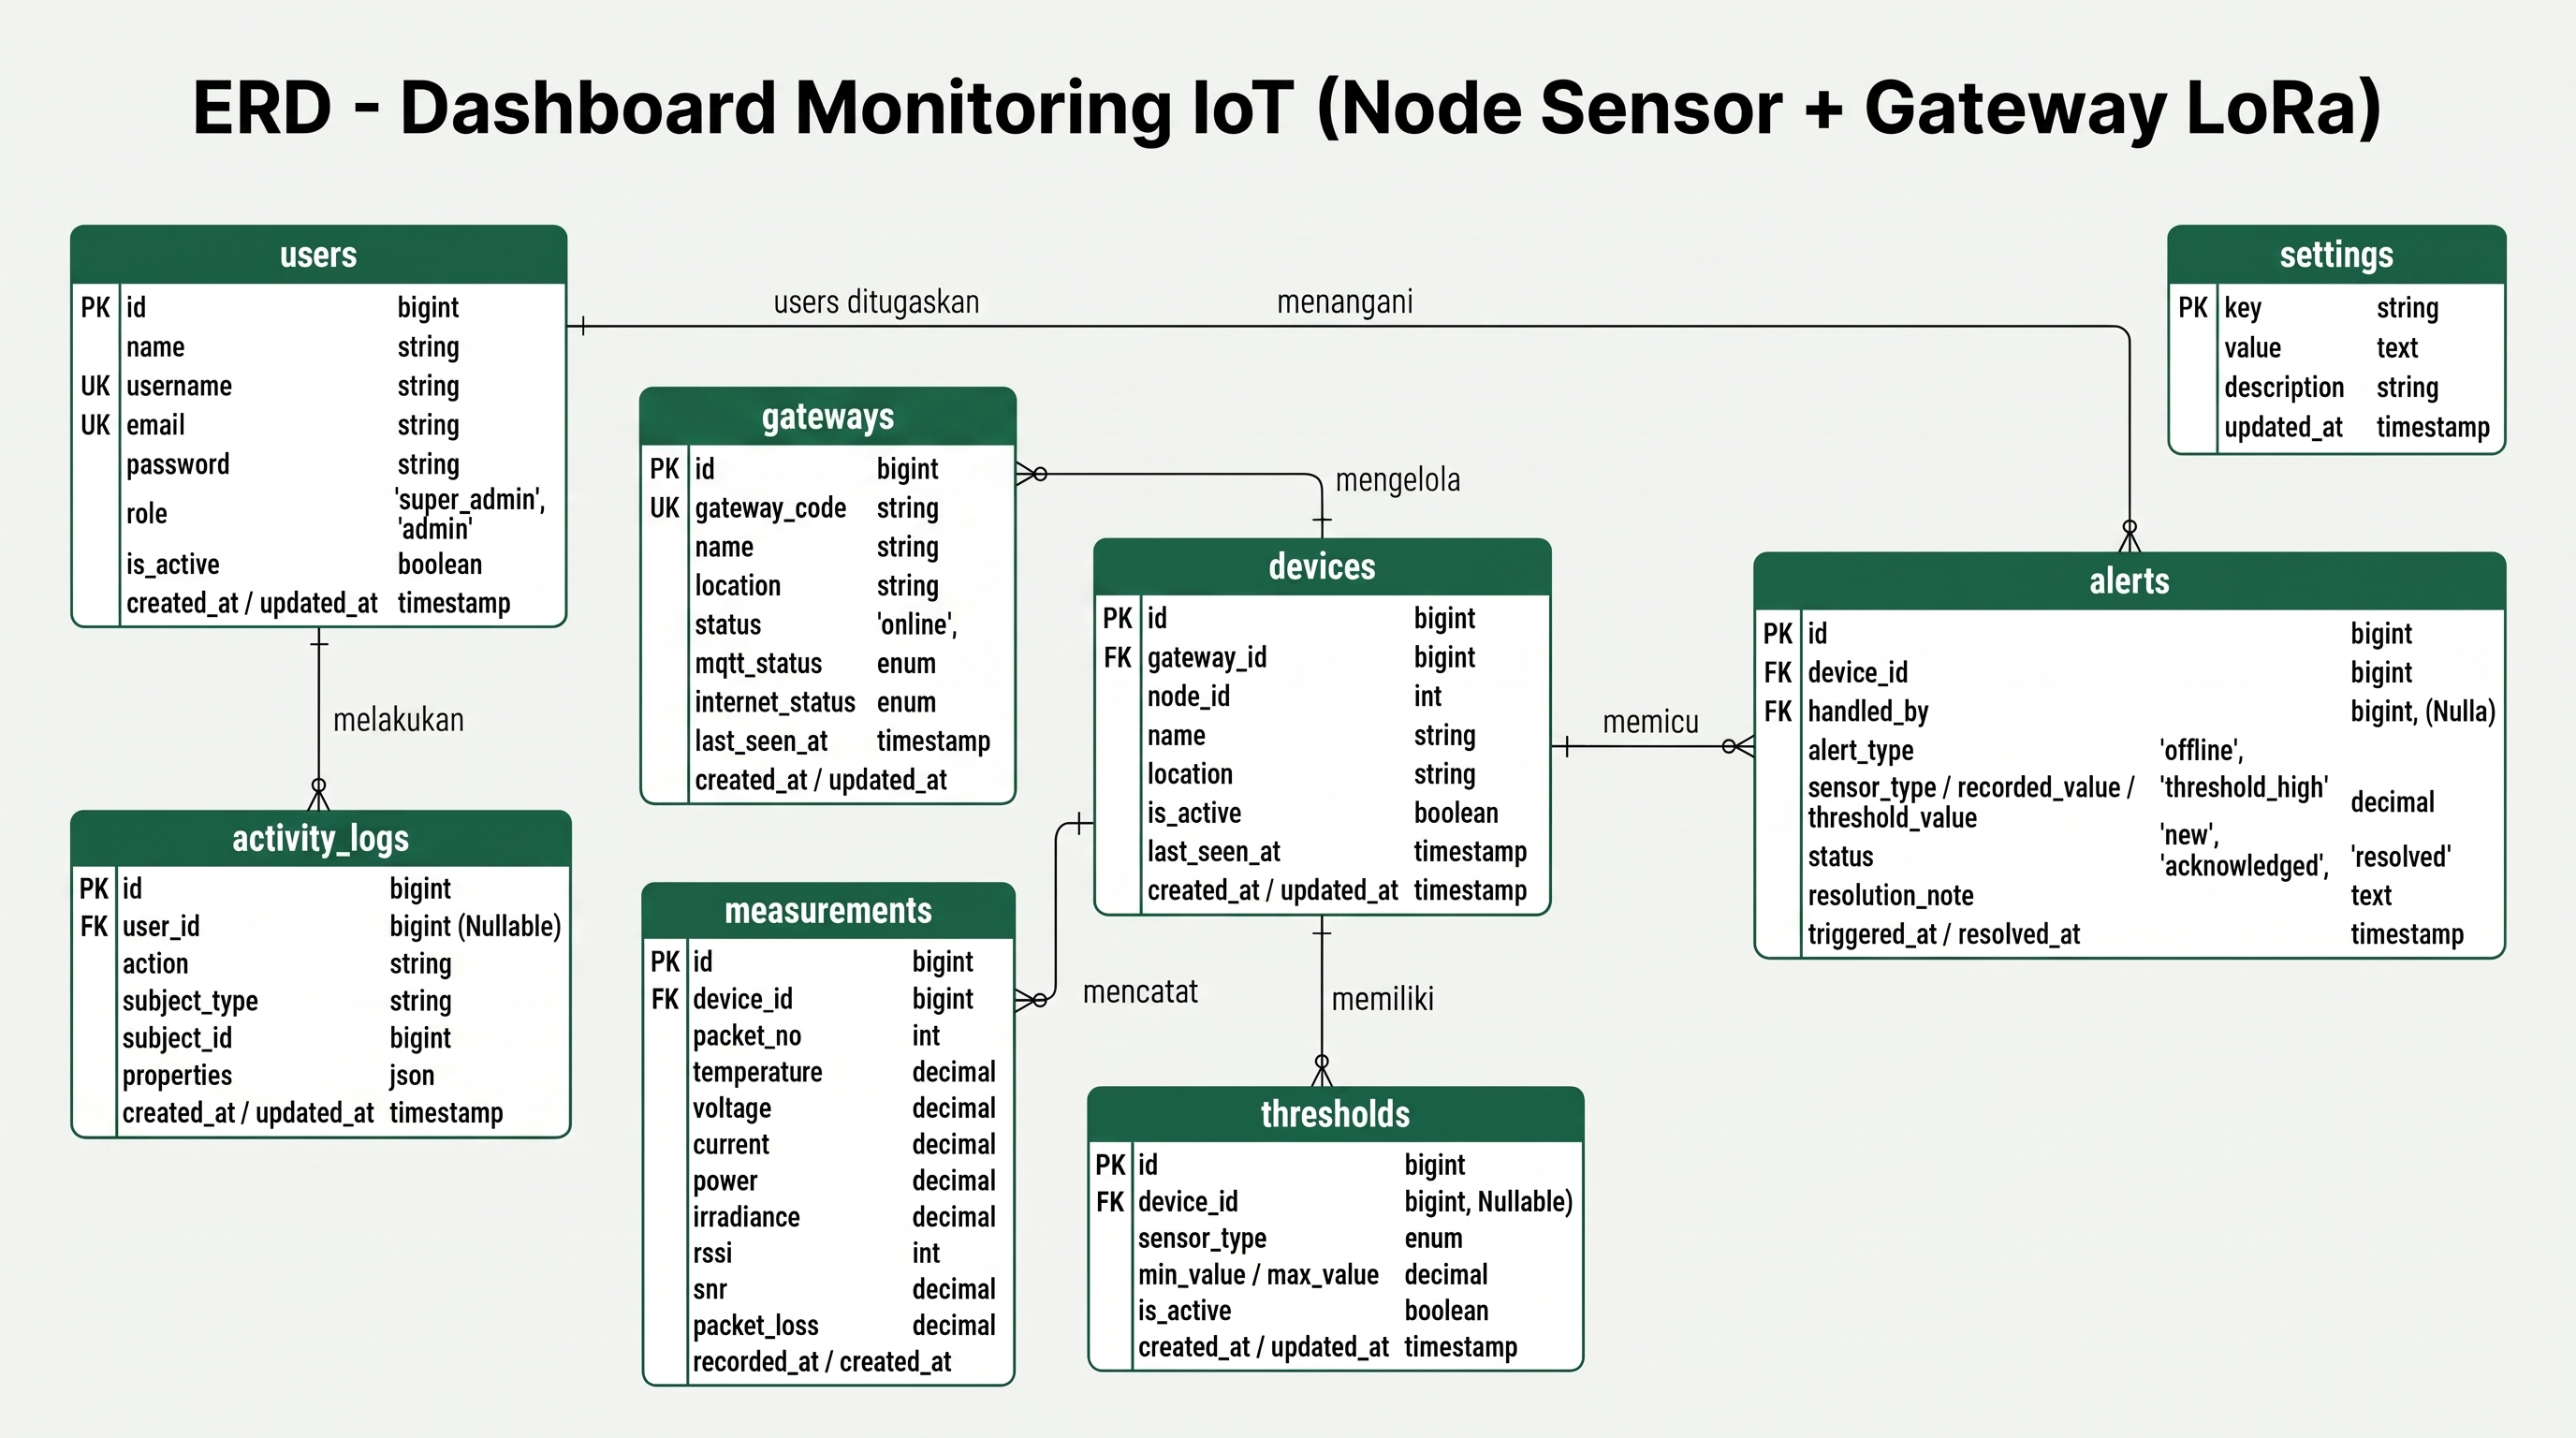 ERD - Dashboard Monitoring IoT (Node Sensor + Gateway LoRa)
users
PK id bigint
name string
UK username string
UK email string
password string
role 'super_admin', 'admin'
is_active boolean
created_at / updated_at timestamp
users ditugaskan
menangani
settings
PK key string
value text
description string
updated_at timestamp
gateways
PK id bigint
UK gateway_code string
name string
location string
status 'online',
mqtt_status enum
internet_status enum
last_seen_at timestamp
created_at / updated_at
mengelola
devices
PK id bigint
FK gateway_id bigint
node_id int
name string
location string
is_active boolean
last_seen_at timestamp
created_at / updated_at timestamp
memicu
alerts
PK id bigint
FK device_id bigint
FK handled_by bigint, (Nulla)
alert_type 'offline',
sensor_type / recorded_value / 'threshold_high'
threshold_value decimal
'new',
status 'acknowledged', 'resolved'
resolution_note text
triggered_at / resolved_at timestamp
melakukan
activity_logs
PK id bigint
FK user_id bigint (Nullable)
action string
subject_type string
subject_id bigint
properties json
created_at / updated_at timestamp
measurements
PK id bigint
FK device_id bigint
packet_no int
temperature decimal
voltage decimal
current decimal
power decimal
irradiance decimal
rssi int
snr decimal
packet_loss decimal
recorded_at / created_at
mencatat
memiliki
thresholds
PK id bigint
FK device_id bigint, Nullable)
sensor_type enum
min_value / max_value decimal
is_active boolean
created_at / updated_at timestamp